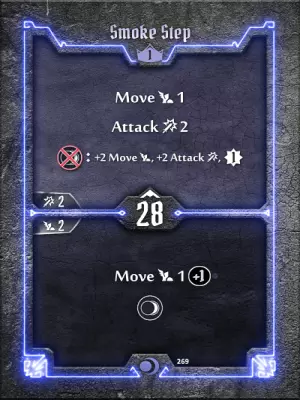 Smoke Step
1
Move 1
Attack 2
: +2 Move , +2 Attack , 1
2
28
2
Move 1 +1
269